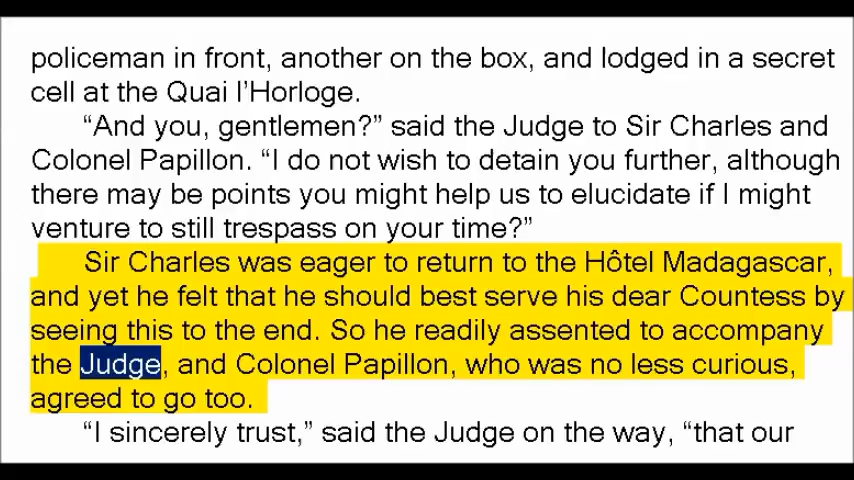 policeman in front, another on the box, and lodged in a secret
cell at the Quai l’Horloge.
“And you, gentlemen?” said the Judge to Sir Charles and
Colonel Papillon. “I do not wish to detain you further, although
there may be points you might help us to elucidate if I might
venture to still trespass on your time?”
Sir Charles was eager to return to the Hôtel Madagascar,
and yet he felt that he should best serve his dear Countess by
seeing this to the end. So he readily assented to accompany
the Judge, and Colonel Papillon, who was no less curious,
agreed to go too.
“I sincerely trust,” said the Judge on the way, “that our